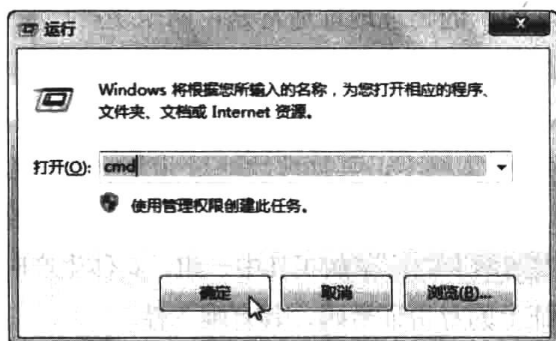 运行
Windows 将根据您所输入的名称，为您打开相应的程序、
文件夹、文档或 Internet 资源。
打开(O): cmd
使用管理权限创建此任务。
确定 取消 浏览(B)...